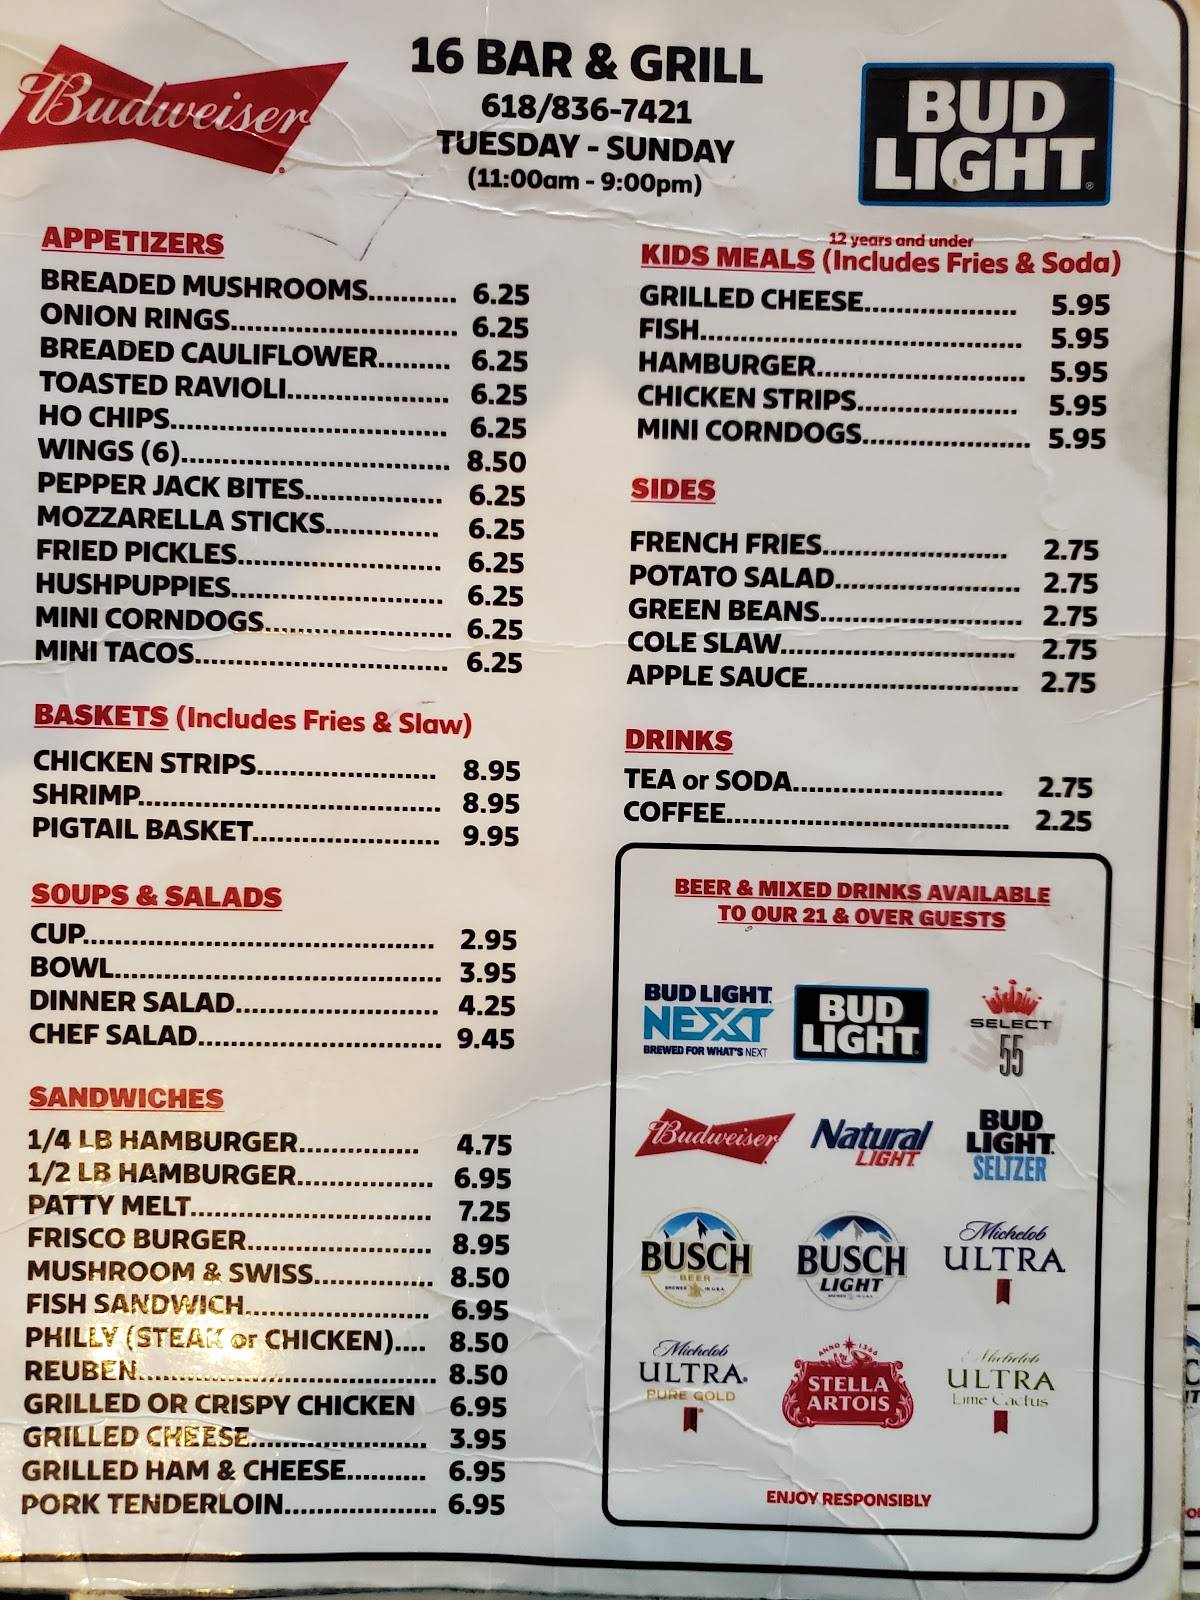 Budweiser
16 BAR & GRILL
618/836-7421
TUESDAY - SUNDAY
(11:00am - 9:00pm)
BUD
LIGHT
APPETIZERS
BREADED MUSHROOMS........... 6.25
ONION RINGS............................ 6.25
BREADED CAULIFLOWER......... 6.25
TOASTED RAVIOLI.................... 6.25
HO CHIPS.................................. 6.25
WINGS (6)................................. 8.50
PEPPER JACK BITES................. 6.25
MOZZARELLA STICKS.............. 6.25
FRIED PICKLES......................... 6.25
HUSHPUPPIES.......................... 6.25
MINI CORNDOGS....................... 6.25
MINI TACOS............................... 6.25
BASKETS (Includes Fries & Slaw)
CHICKEN STRIPS...................... 8.95
SHRIMP..................................... 8.95
PIGTAIL BASKET....................... 9.95
SOUPS & SALADS
CUP........................................... 2.95
BOWL........................................ 3.95
DINNER SALAD......................... 4.25
CHEF SALAD.............................. 9.45
SANDWICHES
1/4 LB HAMBURGER............... 4.75
1/2 LB HAMBURGER................. 6.95
PATTY MELT.............................. 7.25
FRISCO BURGER....................... 8.95
MUSHROOM & SWISS............... 8.50
FISH SANDWICH....................... 6.95
PHILLY (STEAK or CHICKEN).... 8.50
REUBEN.................................... 8.50
GRILLED OR CRISPY CHICKEN 6.95
GRILLED CHEESE...................... 3.95
GRILLED HAM & CHEESE.......... 6.95
PORK TENDERLOIN................... 6.95
12 years and under
KIDS MEALS (Includes Fries & Soda)
GRILLED CHEESE................... 5.95
FISH........................................ 5.95
HAMBURGER.......................... 5.95
CHICKEN STRIPS.................... 5.95
MINI CORNDOGS..................... 5.95
SIDES
FRENCH FRIES....................... 2.75
POTATO SALAD....................... 2.75
GREEN BEANS......................... 2.75
COLE SLAW............................. 2.75
APPLE SAUCE.......................... 2.75
DRINKS
TEA or SODA.......................... 2.75
COFFEE................................... 2.25
BEER & MIXED DRINKS AVAILABLE
TO OUR 21 & OVER GUESTS
BUD LIGHT
NEXT
BREWED FOR WHAT'S NEXT
BUD
LIGHT
SELECT
55
Budweiser
Natural
LIGHT
BUD
LIGHT
SELTZER
BUSCH
BEER
BREWED IN U.S.A.
BUSCH
LIGHT
Michelob
ULTRA
Michelob
ULTRA
PURE GOLD
ANNO 1366
STELLA
ARTOIS
Michelob
ULTRA
Lime Cactus
ENJOY RESPONSIBLY